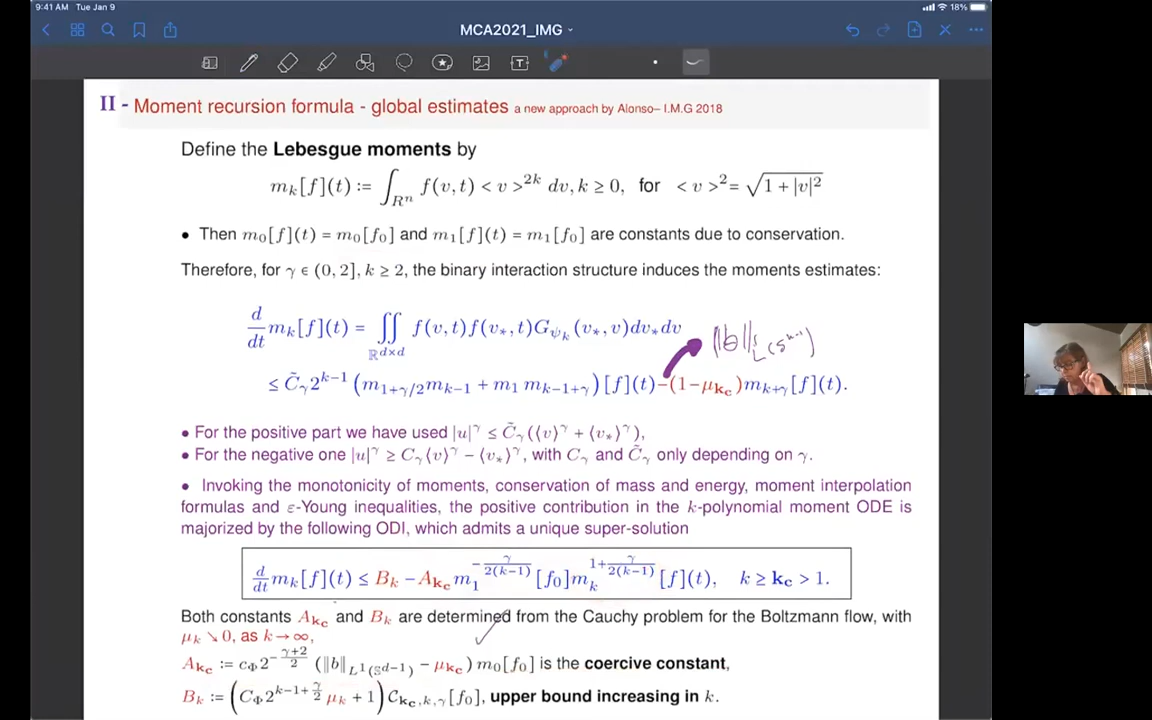 9:41 AM Tue Jan 9
18%
MCA2021_IMG
II - Moment recursion formula - global estimates a new approach by Alonso– I.M.G 2018
Define the Lebesgue moments by
m_k[f](t) := ∫_{R^n} f(v,t) < v >^{2k} dv, k ≥ 0, for < v >^2 = √(1 + |v|^2)
• Then m_0[f](t) = m_0[f_0] and m_1[f](t) = m_1[f_0] are constants due to conservation.
Therefore, for γ ∈ (0, 2], k ≥ 2, the binary interaction structure induces the moments estimates:
d/dt m_k[f](t) = ∬_{ℝ^{d×d}} f(v,t)f(v_*,t)G_{ψ_k}(v_*,v)dv_*dv
‖b‖_{L^1(S^{d-1})}
≤ C̃_γ 2^{k−1} (m_{1+γ/2}m_{k−1} + m_1 m_{k−1+γ}) [f](t)−(1−μ_{k_c})m_{k+γ}[f](t).
• For the positive part we have used |u|^γ ≤ C̃_γ(⟨v⟩^γ + ⟨v_*⟩^γ),
• For the negative one |u|^γ ≥ C_γ⟨v⟩^γ − ⟨v_*⟩^γ, with C_γ and C̃_γ only depending on γ.
• Invoking the monotonicity of moments, conservation of mass and energy, moment interpolation
formulas and ε-Young inequalities, the positive contribution in the k-polynomial moment ODE is
majorized by the following ODI, which admits a unique super-solution
d/dt m_k[f](t) ≤ B_k − A_{k_c} m_1^{−γ/2(k−1)}[f_0]m_k^{1+γ/2(k−1)}[f](t), k ≥ k_c > 1.
Both constants A_{k_c} and B_k are determined from the Cauchy problem for the Boltzmann flow, with
μ_k ↘ 0, as k → ∞,
A_{k_c} := c_Φ 2^{−(γ+2)/2} (‖b‖_{L^1(𝕊^{d−1})} − μ_{k_c}) m_0[f_0] is the coercive constant,
B_k := (C_Φ 2^{k−1+γ/2} μ_k + 1) C_{k_c,k,γ}[f_0], upper bound increasing in k.